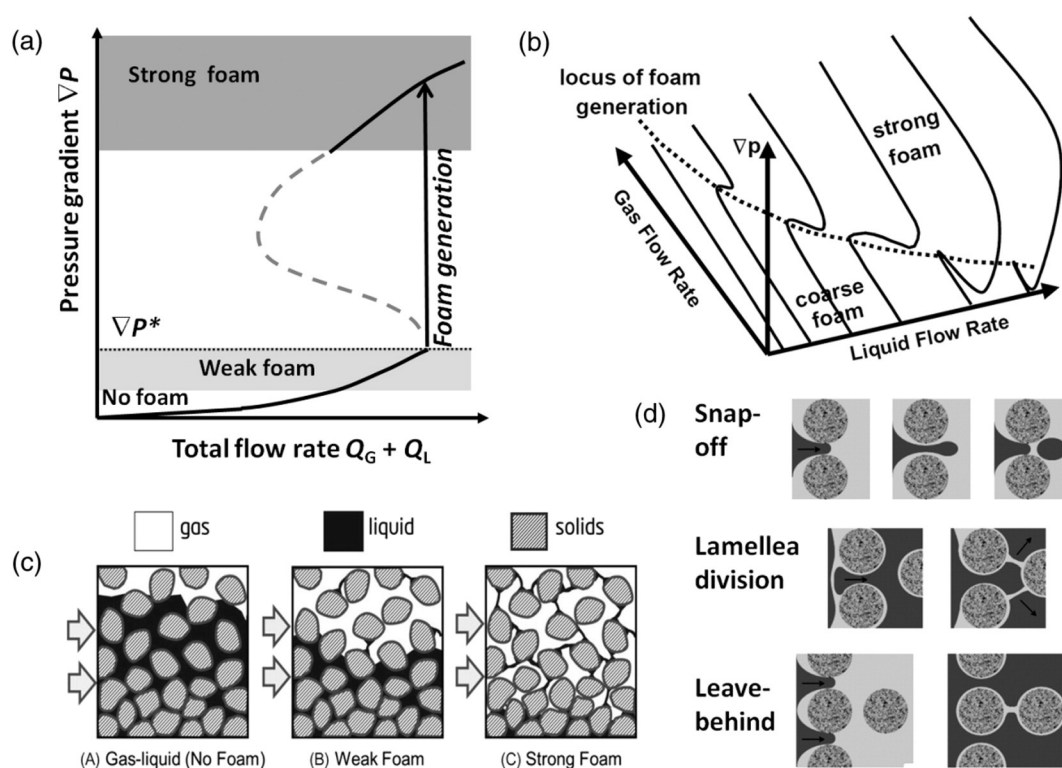 (a)
Strong foam
Pressure gradient ∇P
Foam generation
∇P*
Weak foam
No foam
Total flow rate Q_G + Q_L
(b)
locus of foam
generation
∇p
strong
foam
Gas Flow Rate
coarse
foam
Liquid Flow Rate
(c)
gas
liquid
solids
(A) Gas-liquid (No Foam)
(B) Weak Foam
(C) Strong Foam
(d)
Snap-
off
Lamellea
division
Leave-
behind